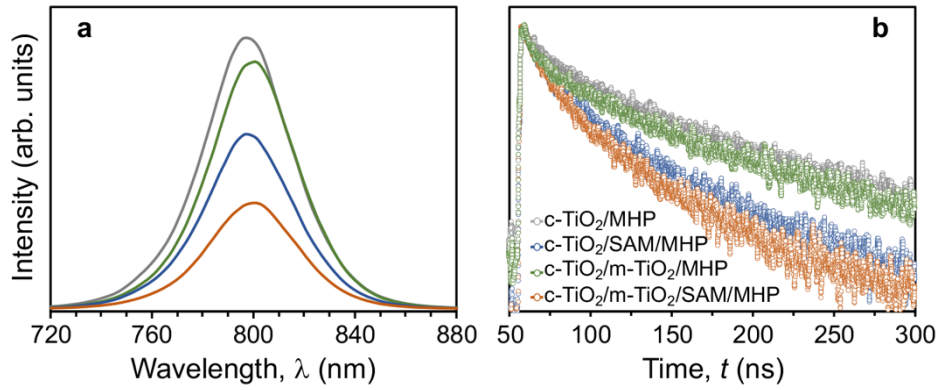 a
Intensity (arb. units)
720 760 800 840 880
Wavelength, λ (nm)
b
c-TiO₂/MHP
c-TiO₂/SAM/MHP
c-TiO₂/m-TiO₂/MHP
c-TiO₂/m-TiO₂/SAM/MHP
50 100 150 200 250 300
Time, t (ns)